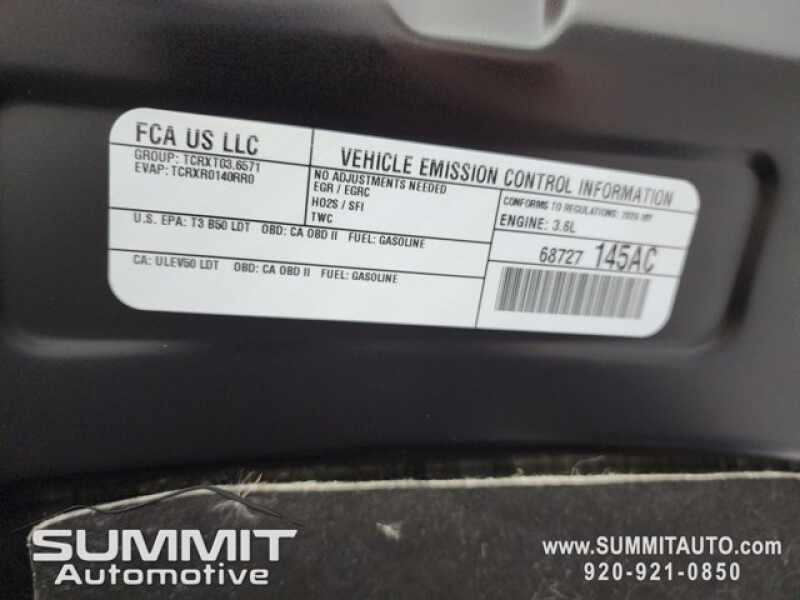 FCA US LLC
GROUP: TCRXT03.6571
EVAP: TCRXR0140RR0
VEHICLE EMISSION CONTROL INFORMATION
NO ADJUSTMENTS NEEDED
EGR / EGRC
HO2S / SFI
TWC
CONFORMS TO REGULATIONS: MY
ENGINE: 3.6L
U.S. EPA: T3 B50 LDT OBD: CA OBD II FUEL: GASOLINE
CA: ULEV50 LDT OBD: CA OBD II FUEL: GASOLINE
68727 145AC
SUMMIT
Automotive
www.SUMMITAUTO.com
920-921-0850